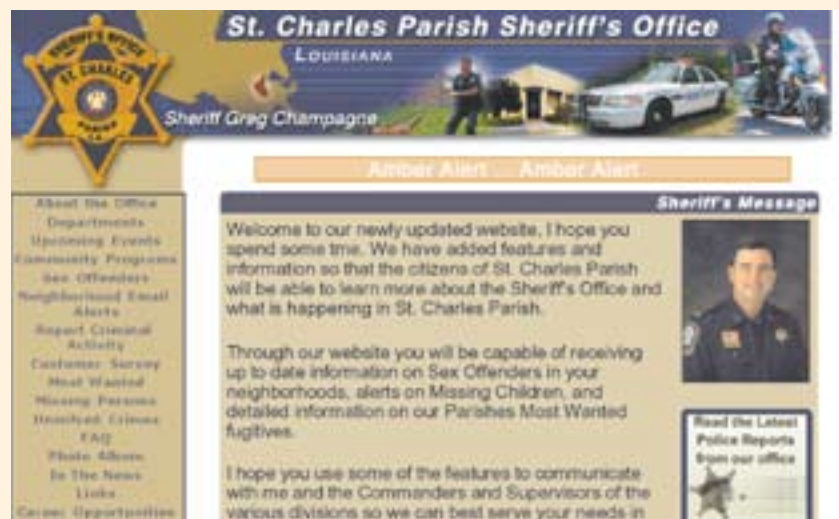 St. Charles Parish Sheriff's Office
LOUISIANA
SHERIFF'S OFFICE
ST. CHARLES
PARISH
LA
Sheriff Greg Champagne
Amber Alert ... Amber Alert
About the Office
Departments
Upcoming Events
Community Programs
Sex Offenders
Neighborhood Email
Alerts
Report Criminal
Activity
Customer Survey
Most Wanted
Missing Persons
Unsolved Crimes
FAQ
Photo Album
In The News
Links
Career Opportunities
Sheriff's Message
Welcome to our newly updated website, I hope you
spend some tme. We have added features and
information so that the citizens of St. Charles Parish
will be able to learn more about the Sheriff's Office and
what is happening in St. Charles Parish.
Through our website you will be capable of receiving
up to date information on Sex Offenders in your
neighborhoods, alerts on Missing Children, and
detailed information on our Parishes Most Wanted
fugitives.
I hope you use some of the features to communicate
with me and the Commanders and Supervisors of the
various divisions so we can best serve your needs in
Read the Latest
Police Reports
from our office